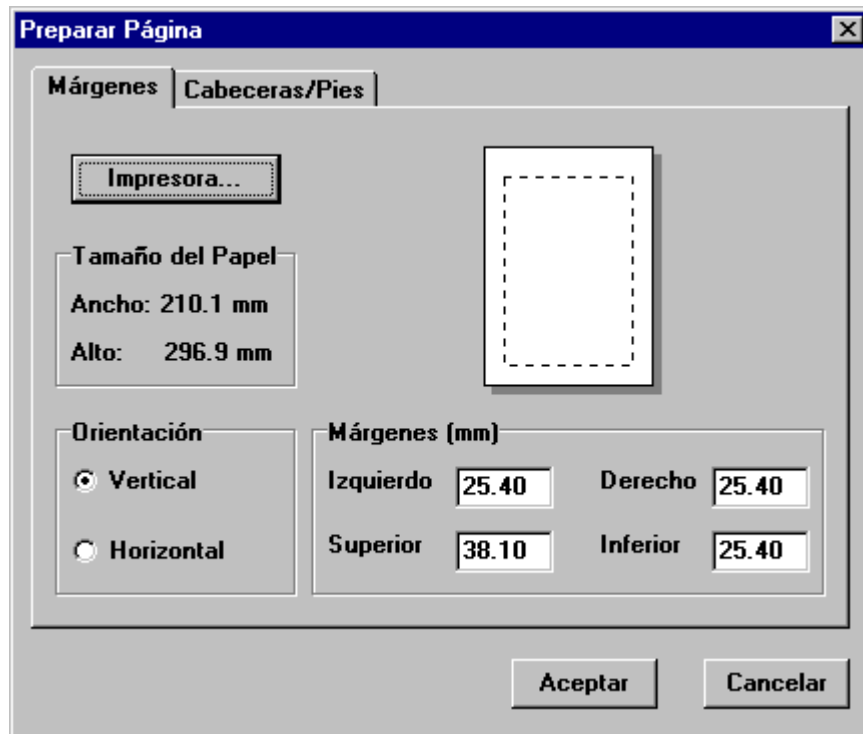 Preparar Página
Márgenes Cabeceras/Pies
Impresora...
Tamaño del Papel
Ancho: 210.1 mm
Alto: 296.9 mm
Orientación
Vertical
Horizontal
Márgenes (mm)
Izquierdo 25.40 Derecho 25.40
Superior 38.10 Inferior 25.40
Aceptar Cancelar